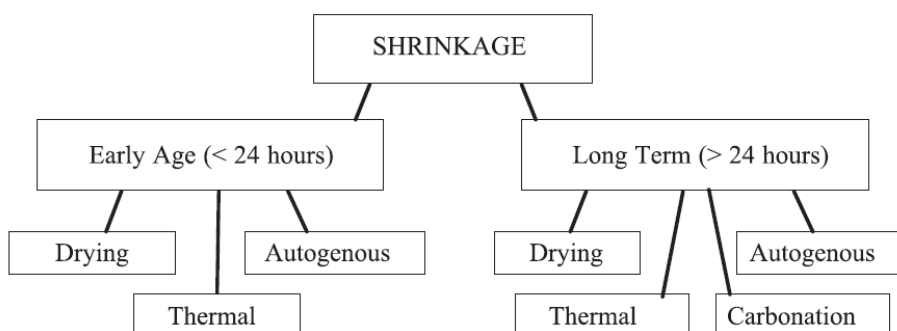 SHRINKAGE
Early Age (< 24 hours)
Long Term (> 24 hours)
Drying
Autogenous
Drying
Autogenous
Thermal
Thermal
Carbonation